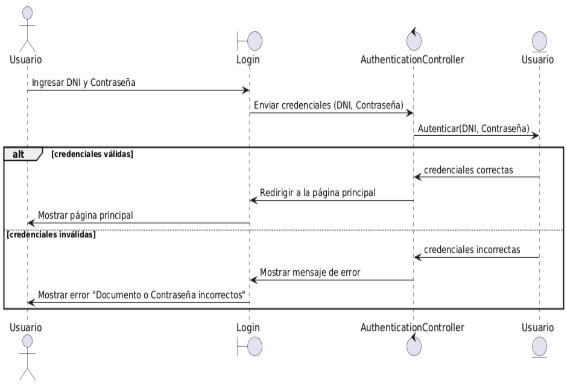 Usuario
Login
AuthenticationController
Usuario
Ingresar DNI y Contraseña
Enviar credenciales (DNI, Contraseña)
Autenticar(DNI, Contraseña)
alt
[credenciales válidas]
credenciales correctas
Redirigir a la página principal
Mostrar página principal
[credenciales inválidas]
credenciales incorrectas
Mostrar mensaje de error
Mostrar error "Documento o Contraseña incorrectos"
Usuario
Login
AuthenticationController
Usuario